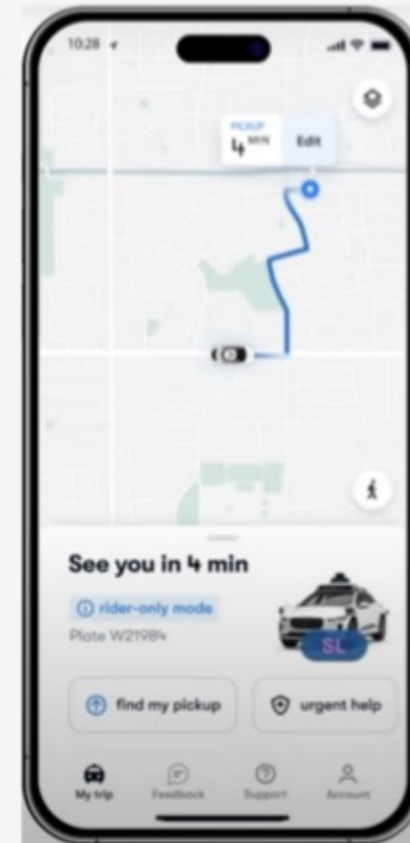 10:28
PICKUP
4 MIN
Edit
See you in 4 min
rider-only mode
Plate W21984
SL
find my pickup
urgent help
My trip
Feedback
Support
Account